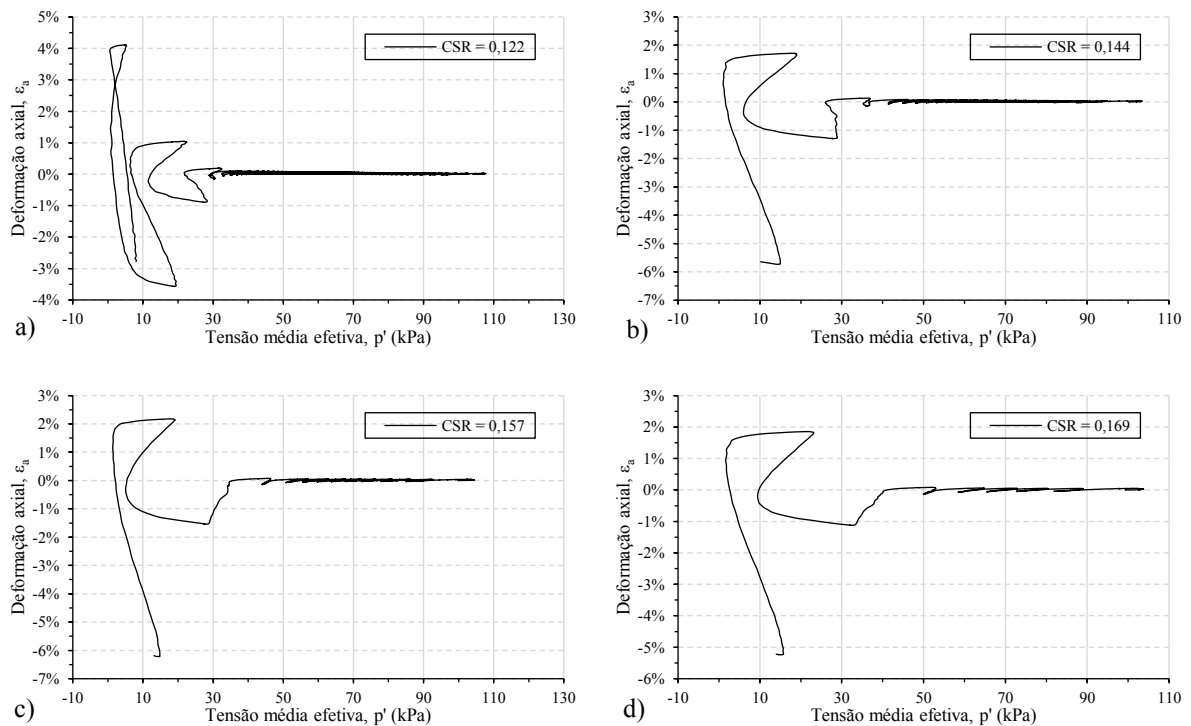 5%
4%
3%
2%
1%
0%
-1%
-2%
-3%
-4%
-10 10 30 50 70 90 110 130
Deformação axial, εa
Tensão média efetiva, p' (kPa)
CSR = 0,122
a)
3%
2%
1%
0%
-1%
-2%
-3%
-4%
-5%
-6%
-7%
-10 10 30 50 70 90 110
Deformação axial, εa
Tensão média efetiva, p' (kPa)
CSR = 0,144
b)
3%
2%
1%
0%
-1%
-2%
-3%
-4%
-5%
-6%
-7%
-10 10 30 50 70 90 110 130
Deformação axial, εa
Tensão média efetiva, p' (kPa)
CSR = 0,157
c)
3%
2%
1%
0%
-1%
-2%
-3%
-4%
-5%
-6%
-10 10 30 50 70 90 110
Deformação axial, εa
Tensão média efetiva, p' (kPa)
CSR = 0,169
d)